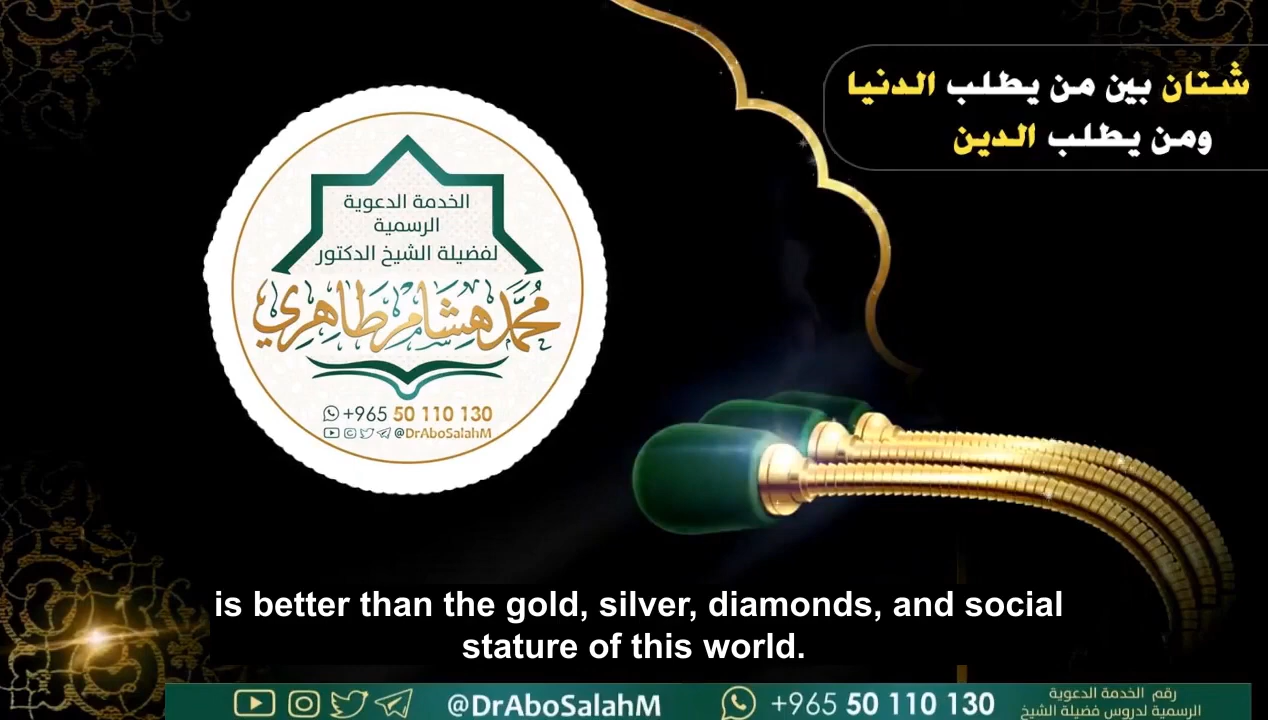 شتان بين من يطلب الدنيا
ومن يطلب الدين
الخدمة الدعوية
الرسمية
لفضيلة الشيخ الدكتور
محمد هشام طاهري
+965 50 110 130
@DrAboSalahM
is better than the gold, silver, diamonds, and social
stature of this world.
@DrAboSalahM +965 50 110 130
رقم الخدمة الدعوية
الرسمية لدروس فضيلة الشيخ